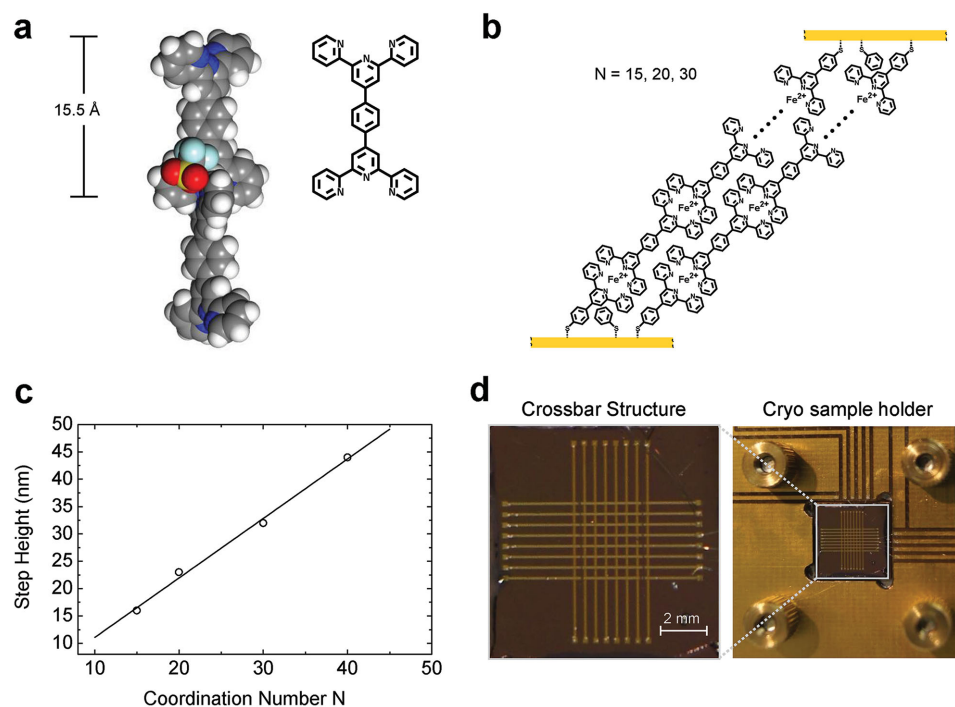 a
15.5 Å
N
N
N
N
N
N
b
N = 15, 20, 30
S
S
S
N
N
N
Fe2+
N
N
N
Fe2+
N
N
N
N
N
N
N
N
N
Fe2+
N
N
N
N
N
N
Fe2+
N
N
N
N
N
N
Fe2+
N
N
N
N
N
N
Fe2+
N
N
N
S
S
S
c
50
45
40
35
30
25
20
15
10
Step Height (nm)
10 20 30 40 50
Coordination Number N
d
Crossbar Structure
Cryo sample holder
2 mm